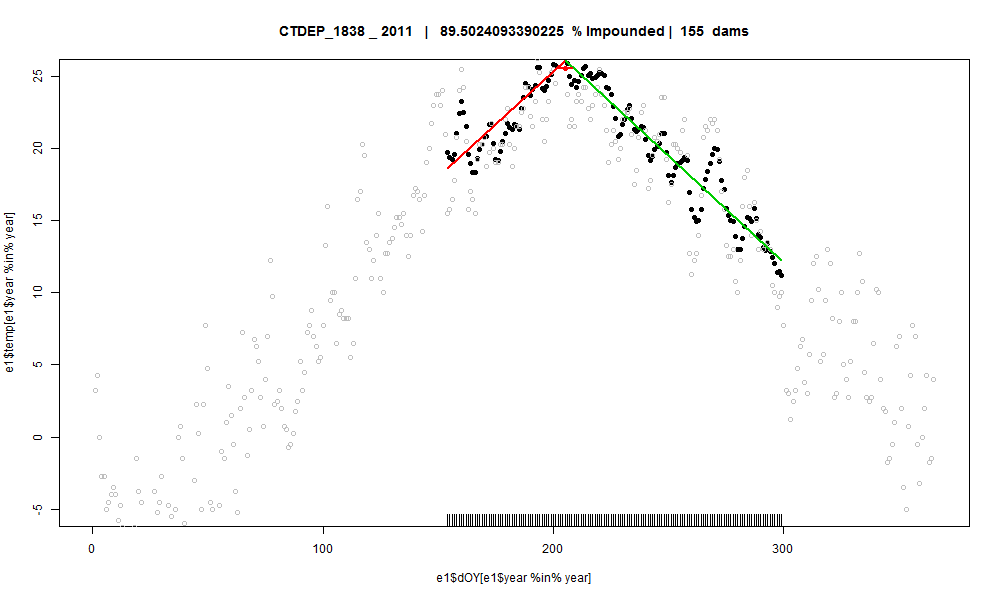 CTDEP_1838 _ 2011 | 89.5024093390225 % Impounded | 155 dams
e1$temp[e1$year %in% year]
25
20
15
10
5
0
-5
0 100 200 300
e1$dOY[e1$year %in% year]